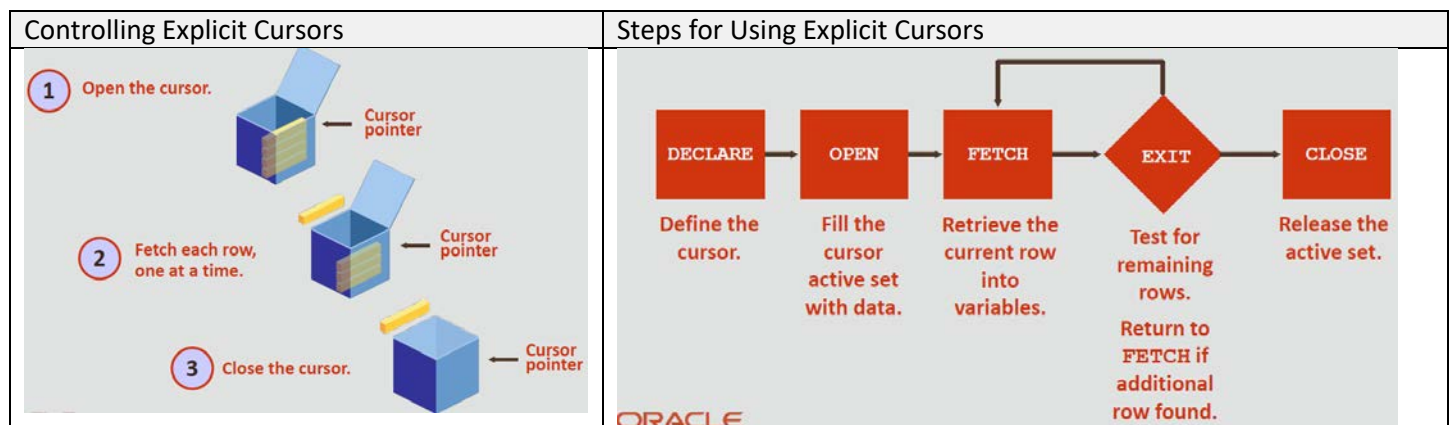 Controlling Explicit Cursors
1
Open the cursor.
Cursor
pointer
2
Fetch each row,
one at a time.
Cursor
pointer
3
Close the cursor.
Cursor
pointer
Steps for Using Explicit Cursors
DECLARE
OPEN
FETCH
EXIT
CLOSE
Define the
cursor.
Fill the
cursor
active set
with data.
Retrieve the
current row
into
variables.
Test for
remaining
rows.
Return to
FETCH if
additional
row found.
Release the
active set.
ORACLE